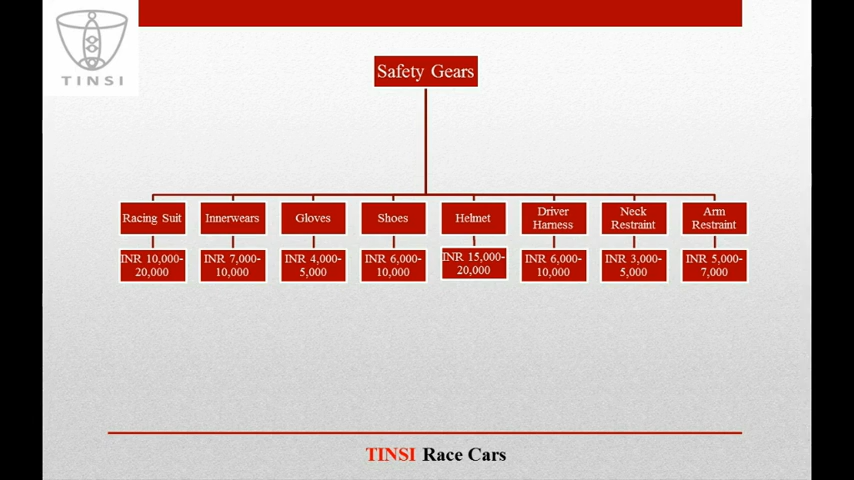 TINSI
Safety Gears
Racing Suit
Innerwears
Gloves
Shoes
Helmet
Driver
Harness
Neck
Restraint
Arm
Restraint
INR 10,000-
20,000
INR 7,000-
10,000
INR 4,000-
5,000
INR 6,000-
10,000
INR 15,000-
20,000
INR 6,000-
10,000
INR 3,000-
5,000
INR 5,000-
7,000
TINSI Race Cars